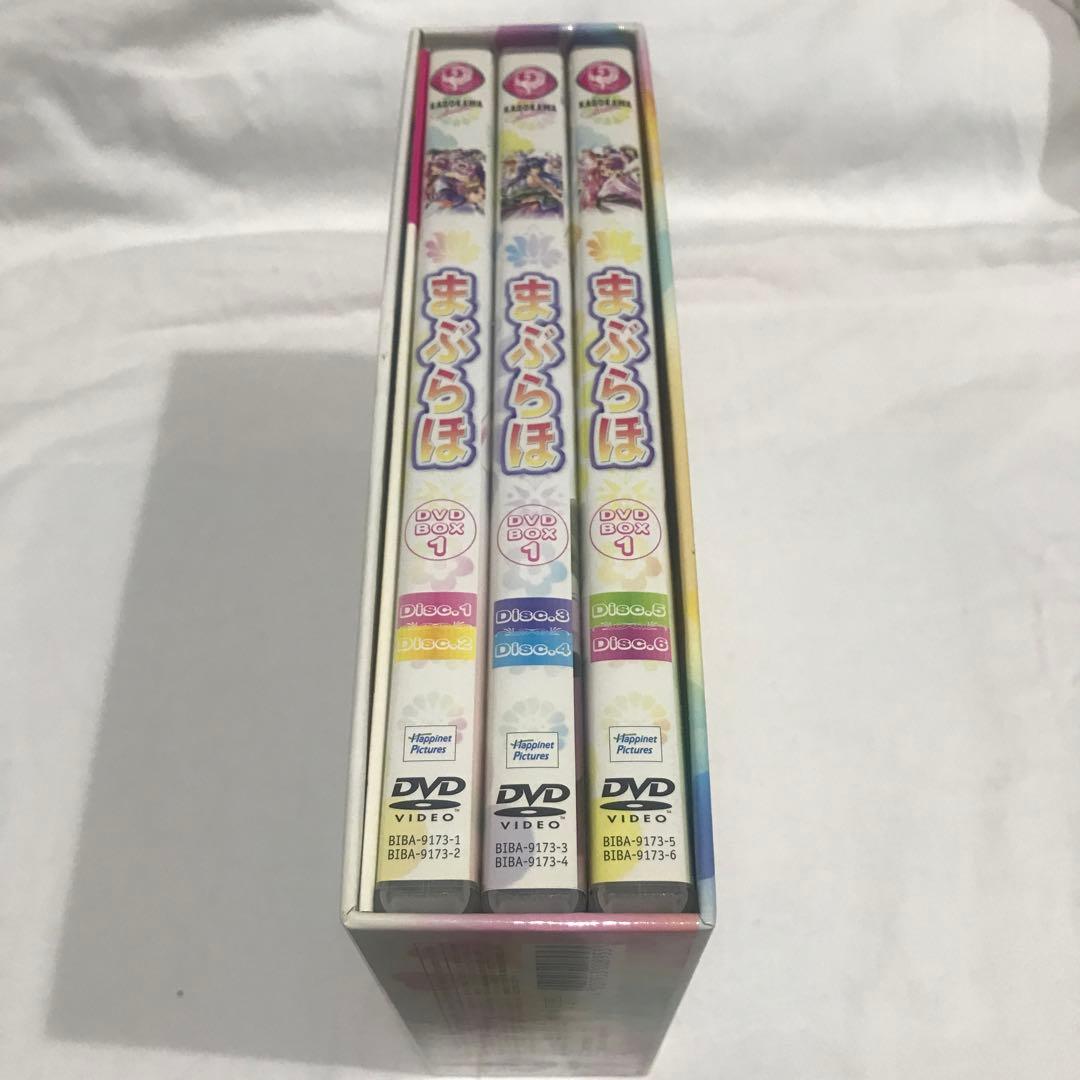 KADOKAWA
まぶらほ
DVD
BOX
1
Disc.1
Disc.2
Happinet
Pictures
DVD
VIDEO
BIBA-9173-1
BIBA-9173-2
KADOKAWA
まぶらほ
DVD
BOX
1
Disc.3
Disc.4
Happinet
Pictures
DVD
VIDEO
BIBA-9173-3
BIBA-9173-4
KADOKAWA
まぶらほ
DVD
BOX
1
Disc.5
Disc.6
Happinet
Pictures
DVD
VIDEO
BIBA-9173-5
BIBA-9173-6